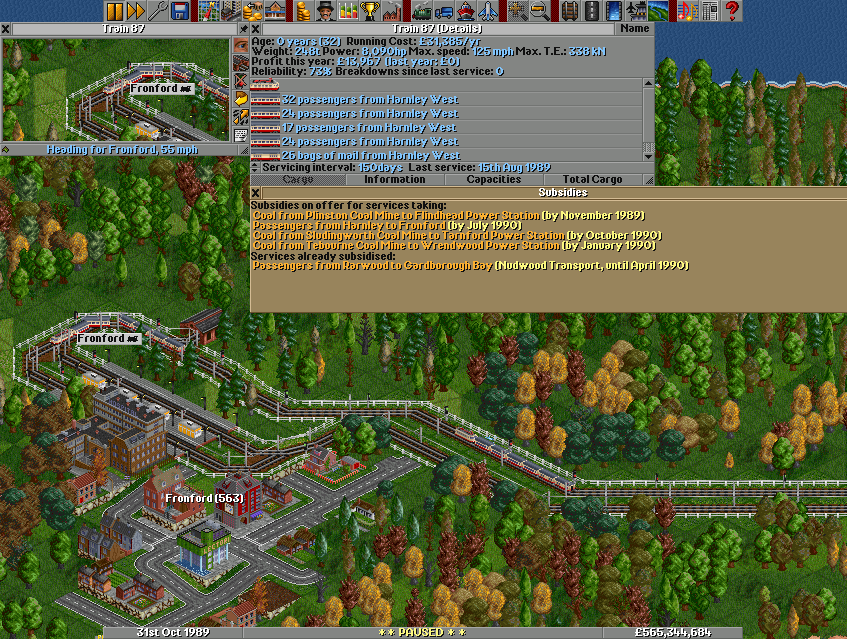 Train 87
Fronford
Heading for Fronford, 55 mph
Train 87 (Details)
Name
Age: 0 years (32) Running Cost: £31,385/yr
Weight: 248t Power: 8,090hp Max. speed: 125 mph Max. T.E.: 338 kN
Profit this year: £13,967 (last year: £0)
Reliability: 73% Breakdowns since last service: 0
32 passengers from Harnley West
24 passengers from Harnley West
17 passengers from Harnley West
24 passengers from Harnley West
26 bags of mail from Harnley West
Servicing interval: 150days Last service: 15th Aug 1989
Cargo
Information
Capacities
Total Cargo
Subsidies
Subsidies on offer for services taking:
Coal from Plinston Coal Mine to Flindhead Power Station (by November 1989)
Passengers from Harnley to Fronford (by July 1990)
Coal from Sludingworth Coal Mine to Tarnford Power Station (by October 1990)
Coal from Tebourne Coal Mine to Wrendwood Power Station (by January 1990)
Services already subsidised:
Passengers from Rarwood to Gardborough Bay (Nudwood Transport, until April 1990)
Fronford
Fronford (563)
31st Oct 1989
* * PAUSED * *
£565,344,684